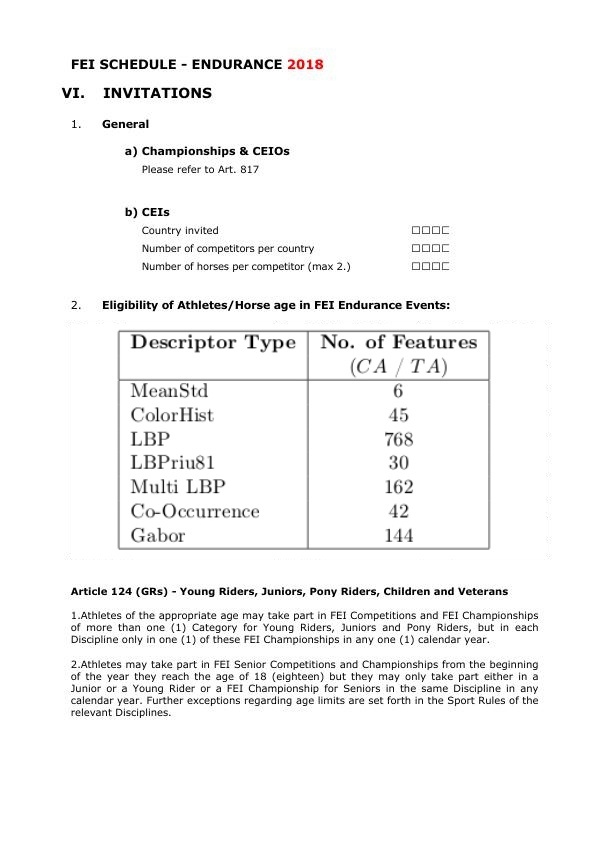 FEI SCHEDULE - ENDURANCE 2018
VI. INVITATIONS
1. General
a) Championships & CEIOs
Please refer to Art. 817
b) CEIs
Country invited □□□□
Number of competitors per country □□□□
Number of horses per competitor (max 2.) □□□□
2. Eligibility of Athletes/Horse age in FEI Endurance Events:
Descriptor Type No. of Features
(CA / TA)
MeanStd 6
ColorHist 45
LBP 768
LBPriu81 30
Multi LBP 162
Co-Occurrence 42
Gabor 144
Article 124 (GRs) - Young Riders, Juniors, Pony Riders, Children and Veterans
1.Athletes of the appropriate age may take part in FEI Competitions and FEI Championships
of more than one (1) Category for Young Riders, Juniors and Pony Riders, but in each
Discipline only in one (1) of these FEI Championships in any one (1) calendar year.
2.Athletes may take part in FEI Senior Competitions and Championships from the beginning
of the year they reach the age of 18 (eighteen) but they may only take part either in a
Junior or a Young Rider or a FEI Championship for Seniors in the same Discipline in any
calendar year. Further exceptions regarding age limits are set forth in the Sport Rules of the
relevant Disciplines.